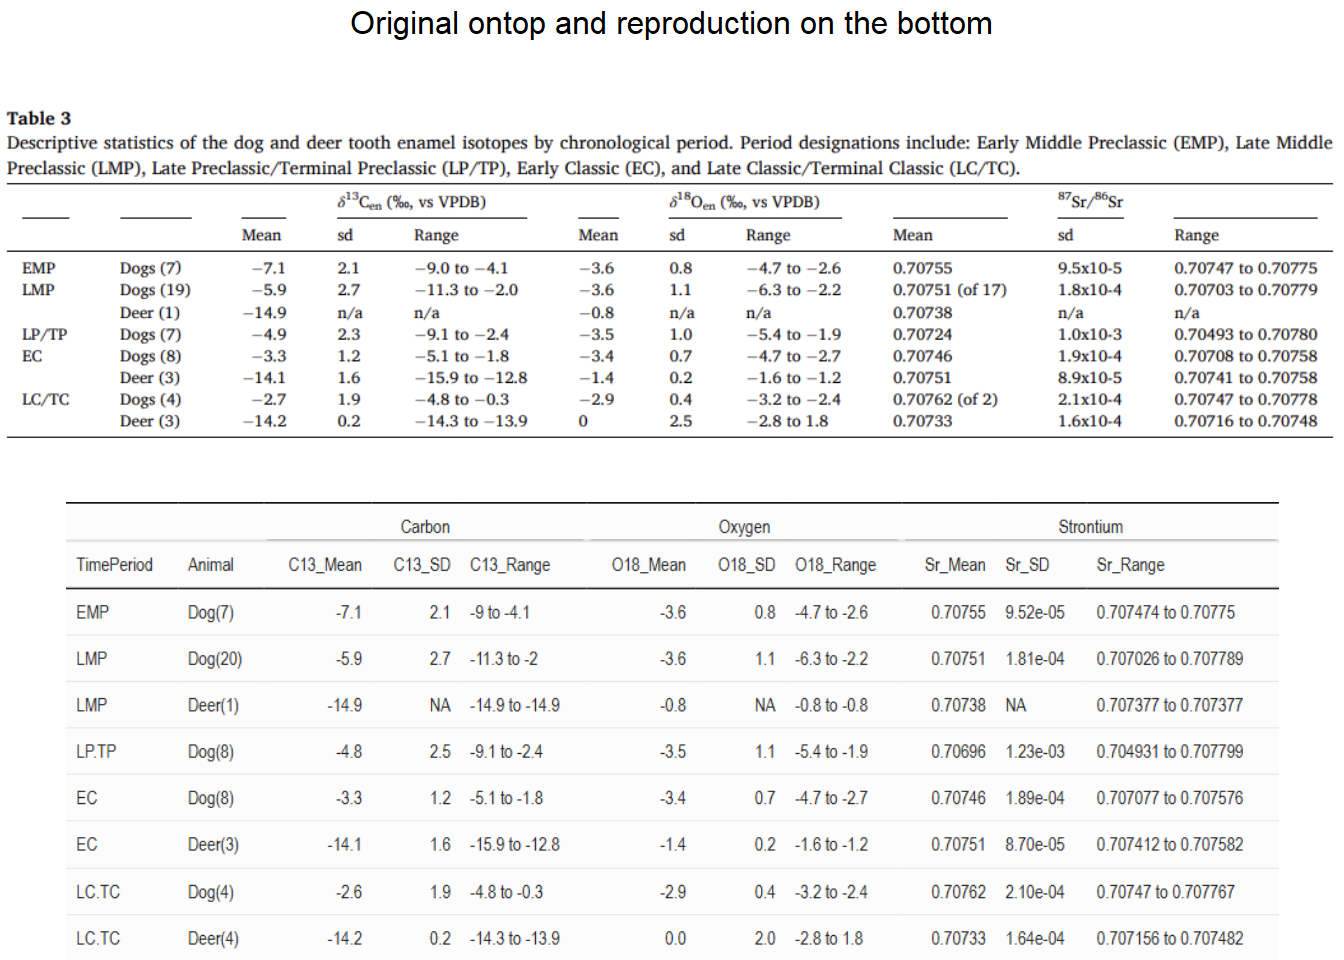 Original ontop and reproduction on the bottom
Table 3
Descriptive statistics of the dog and deer tooth enamel isotopes by chronological period. Period designations include: Early Middle Preclassic (EMP), Late Middle
Preclassic (LMP), Late Preclassic/Terminal Preclassic (LP/TP), Early Classic (EC), and Late Classic/Terminal Classic (LC/TC).
δ13Cen (‰, vs VPDB) δ18Oen (‰, vs VPDB) 87Sr/86Sr
Mean sd Range Mean sd Range Mean sd Range
EMP Dogs (7) −7.1 2.1 −9.0 to −4.1 −3.6 0.8 −4.7 to −2.6 0.70755 9.5x10-5 0.70747 to 0.70775
LMP Dogs (19) −5.9 2.7 −11.3 to −2.0 −3.6 1.1 −6.3 to −2.2 0.70751 (of 17) 1.8x10-4 0.70703 to 0.70779
Deer (1) −14.9 n/a n/a −0.8 n/a n/a 0.70738 n/a n/a
LP/TP Dogs (7) −4.9 2.3 −9.1 to −2.4 −3.5 1.0 −5.4 to −1.9 0.70724 1.0x10-3 0.70493 to 0.70780
EC Dogs (8) −3.3 1.2 −5.1 to −1.8 −3.4 0.7 −4.7 to −2.7 0.70746 1.9x10-4 0.70708 to 0.70758
Deer (3) −14.1 1.6 −15.9 to −12.8 −1.4 0.2 −1.6 to −1.2 0.70751 8.9x10-5 0.70741 to 0.70758
LC/TC Dogs (4) −2.7 1.9 −4.8 to −0.3 −2.9 0.4 −3.2 to −2.4 0.70762 (of 2) 2.1x10-4 0.70747 to 0.70778
Deer (3) −14.2 0.2 −14.3 to −13.9 0 2.5 −2.8 to 1.8 0.70733 1.6x10-4 0.70716 to 0.70748
Carbon Oxygen Strontium
TimePeriod Animal C13_Mean C13_SD C13_Range O18_Mean O18_SD O18_Range Sr_Mean Sr_SD Sr_Range
EMP Dog(7) -7.1 2.1 -9 to -4.1 -3.6 0.8 -4.7 to -2.6 0.70755 9.52e-05 0.707474 to 0.70775
LMP Dog(20) -5.9 2.7 -11.3 to -2 -3.6 1.1 -6.3 to -2.2 0.70751 1.81e-04 0.707026 to 0.707789
LMP Deer(1) -14.9 NA -14.9 to -14.9 -0.8 NA -0.8 to -0.8 0.70738 NA 0.707377 to 0.707377
LP.TP Dog(8) -4.8 2.5 -9.1 to -2.4 -3.5 1.1 -5.4 to -1.9 0.70696 1.23e-03 0.704931 to 0.707799
EC Dog(8) -3.3 1.2 -5.1 to -1.8 -3.4 0.7 -4.7 to -2.7 0.70746 1.89e-04 0.707077 to 0.707576
EC Deer(3) -14.1 1.6 -15.9 to -12.8 -1.4 0.2 -1.6 to -1.2 0.70751 8.70e-05 0.707412 to 0.707582
LC.TC Dog(4) -2.6 1.9 -4.8 to -0.3 -2.9 0.4 -3.2 to -2.4 0.70762 2.10e-04 0.70747 to 0.707767
LC.TC Deer(4) -14.2 0.2 -14.3 to -13.9 0.0 2.0 -2.8 to 1.8 0.70733 1.64e-04 0.707156 to 0.707482